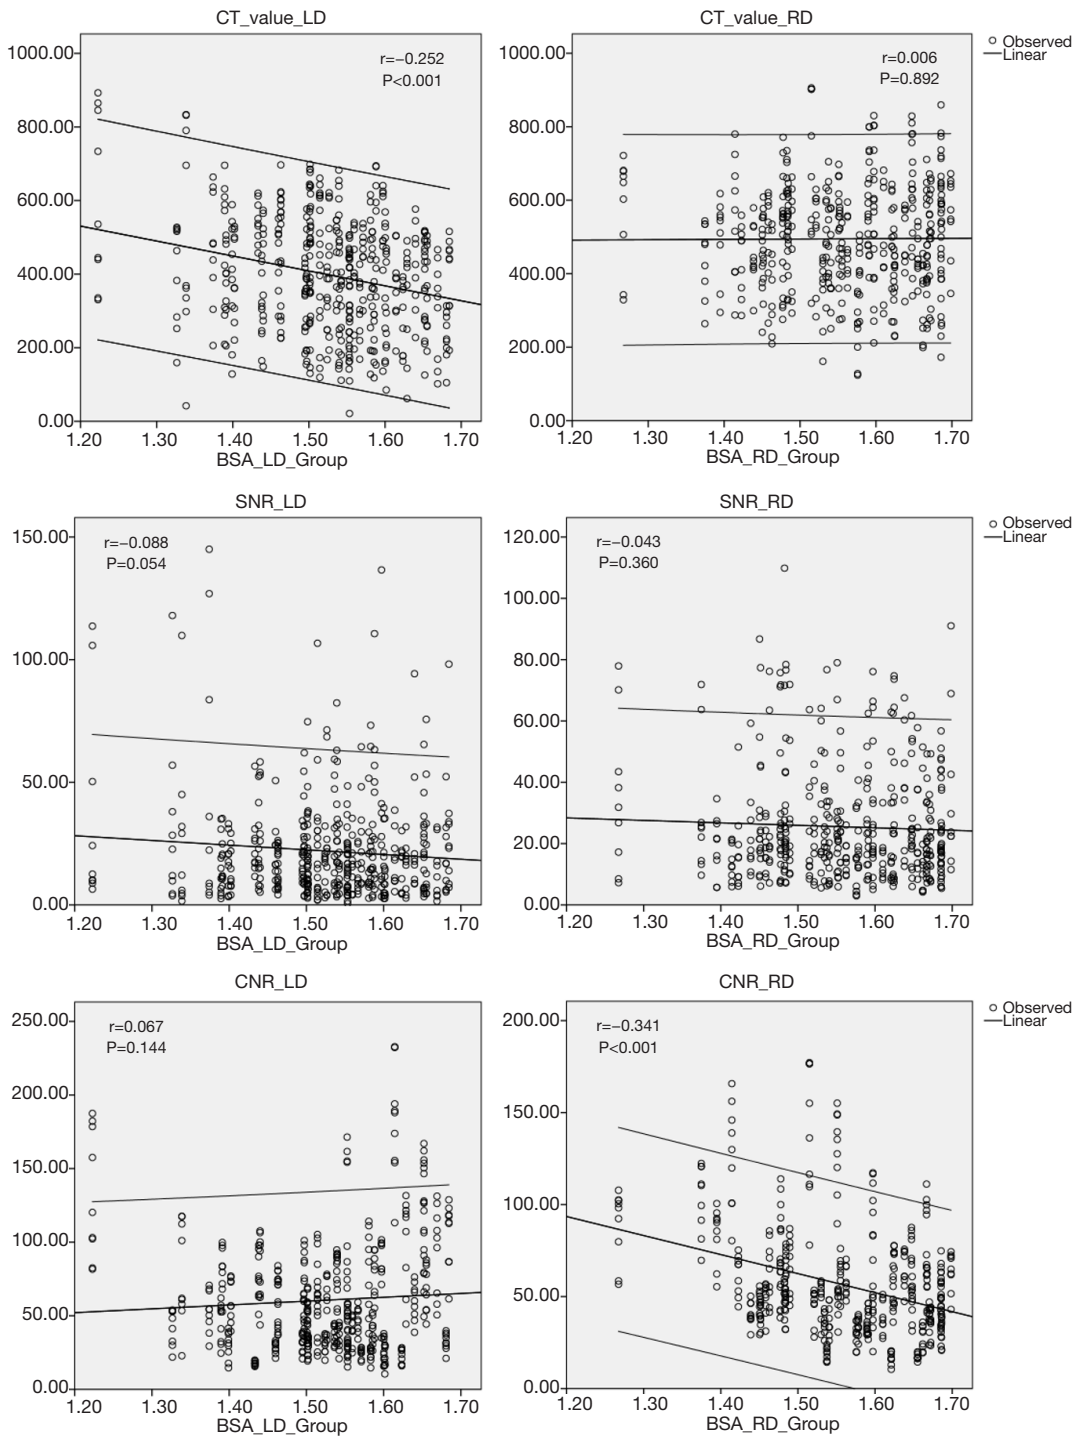 CT_value_LD
1000.00
800.00
600.00
400.00
200.00
0.00
r=−0.252
P<0.001
1.20 1.30 1.40 1.50 1.60 1.70
BSA_LD_Group
CT_value_RD
1000.00
800.00
600.00
400.00
200.00
0.00
r=0.006
P=0.892
1.20 1.30 1.40 1.50 1.60 1.70
BSA_RD_Group
Observed
Linear
SNR_LD
150.00
100.00
50.00
0.00
r=−0.088
P=0.054
1.20 1.30 1.40 1.50 1.60 1.70
BSA_LD_Group
SNR_RD
120.00
100.00
80.00
60.00
40.00
20.00
0.00
r=−0.043
P=0.360
1.20 1.30 1.40 1.50 1.60 1.70
BSA_RD_Group
Observed
Linear
CNR_LD
250.00
200.00
150.00
100.00
50.00
0.00
r=0.067
P=0.144
1.20 1.30 1.40 1.50 1.60 1.70
BSA_LD_Group
CNR_RD
200.00
150.00
100.00
50.00
0.00
r=−0.341
P<0.001
1.20 1.30 1.40 1.50 1.60 1.70
BSA_RD_Group
Observed
Linear